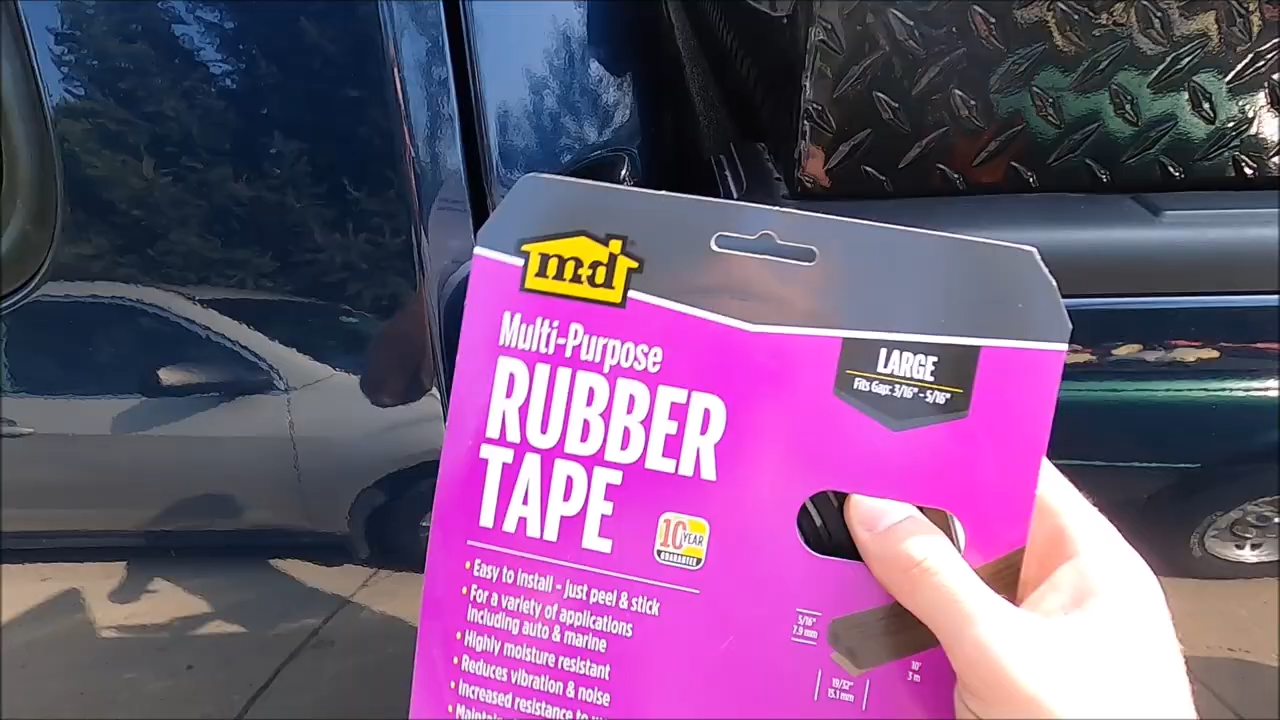 m-d
Multi-Purpose
RUBBER
TAPE
LARGE
Fits Gap: 3/16" - 5/16"
10 YEAR
GUARANTEE
• Easy to install – just peel & stick
• For a variety of applications
including auto & marine
• Highly moisture resistant
• Reduces vibration & noise
• Increased resistance to
5/16"
7.9 mm
10'
3 m
19/32"
15.1 mm